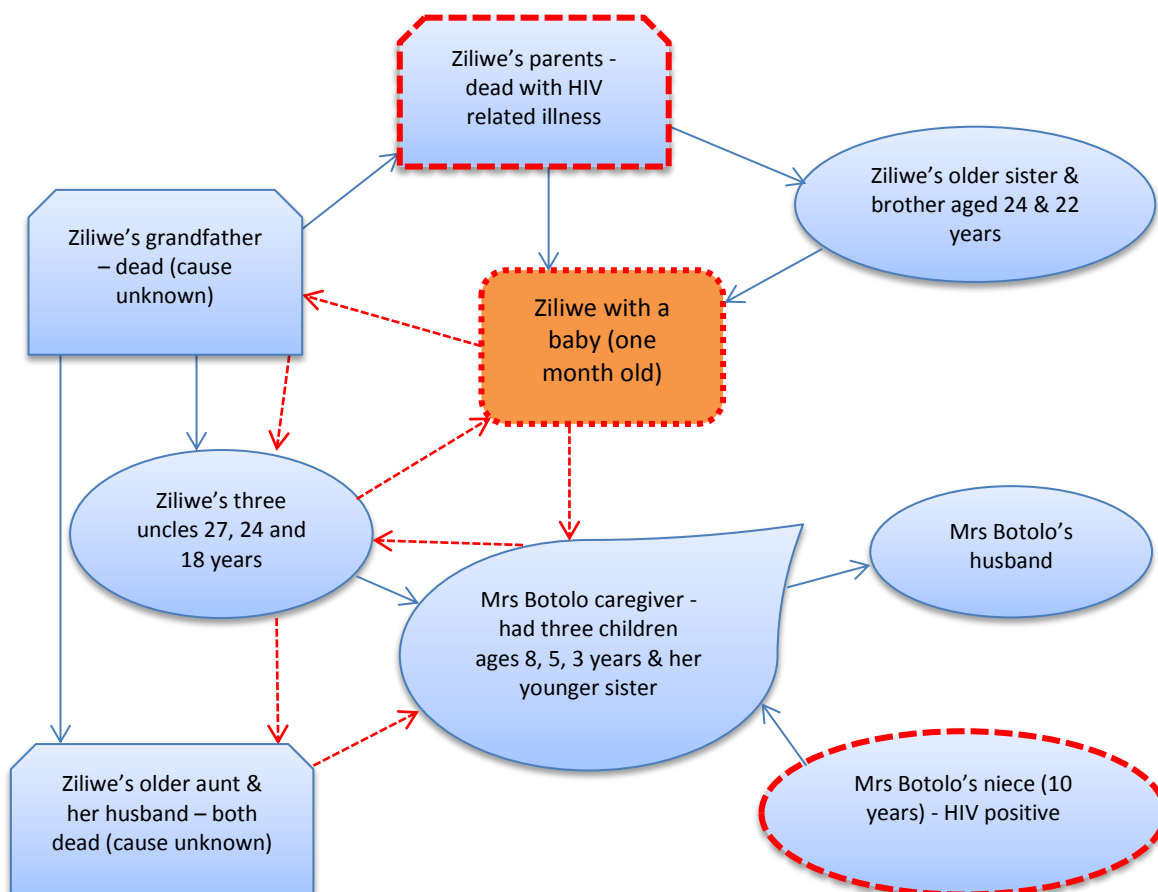 Ziliwe’s parents -
dead with HIV
related illness
Ziliwe’s older sister &
brother aged 24 & 22
years
Ziliwe’s grandfather
– dead (cause
unknown)
Ziliwe with a
baby (one
month old)
Ziliwe’s three
uncles 27, 24 and
18 years
Mrs Botolo’s
husband
Mrs Botolo caregiver -
had three children
ages 8, 5, 3 years & her
younger sister
Ziliwe’s older aunt &
her husband – both
dead (cause unknown)
Mrs Botolo’s niece (10
years) - HIV positive